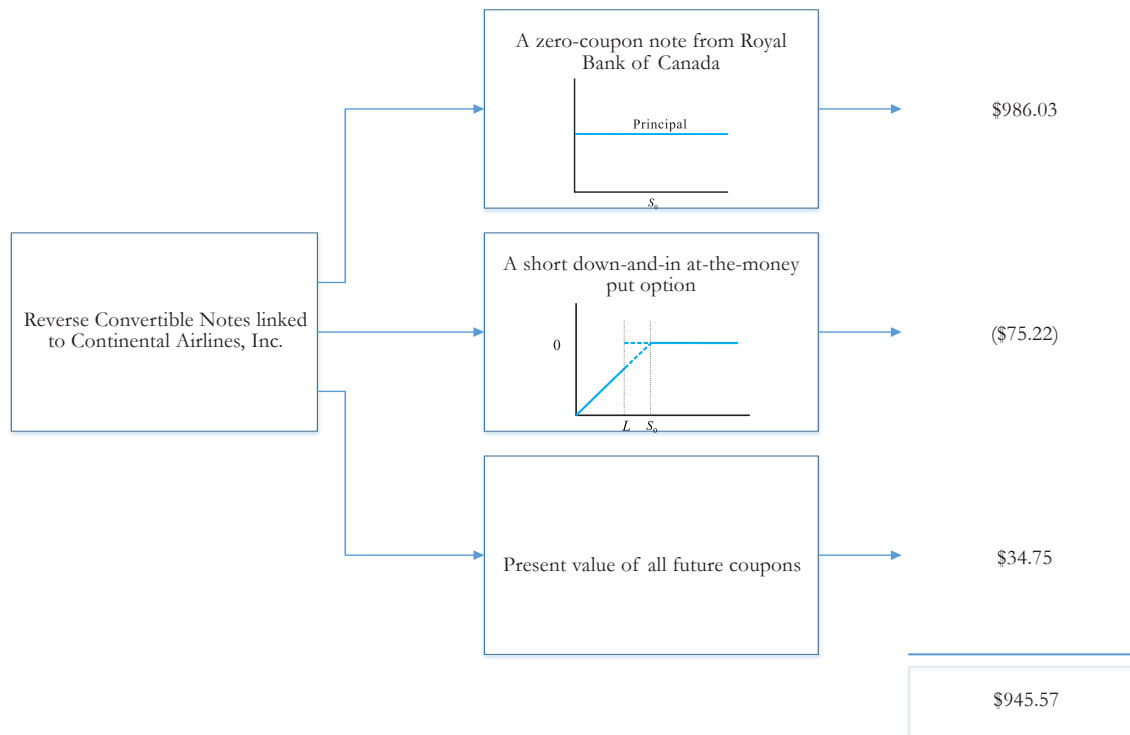 A zero-coupon note from Royal
Bank of Canada
Principal
S₀
$986.03
Reverse Convertible Notes linked
to Continental Airlines, Inc.
A short down-and-in at-the-money
put option
0
L S₀
($75.22)
Present value of all future coupons
$34.75
$945.57